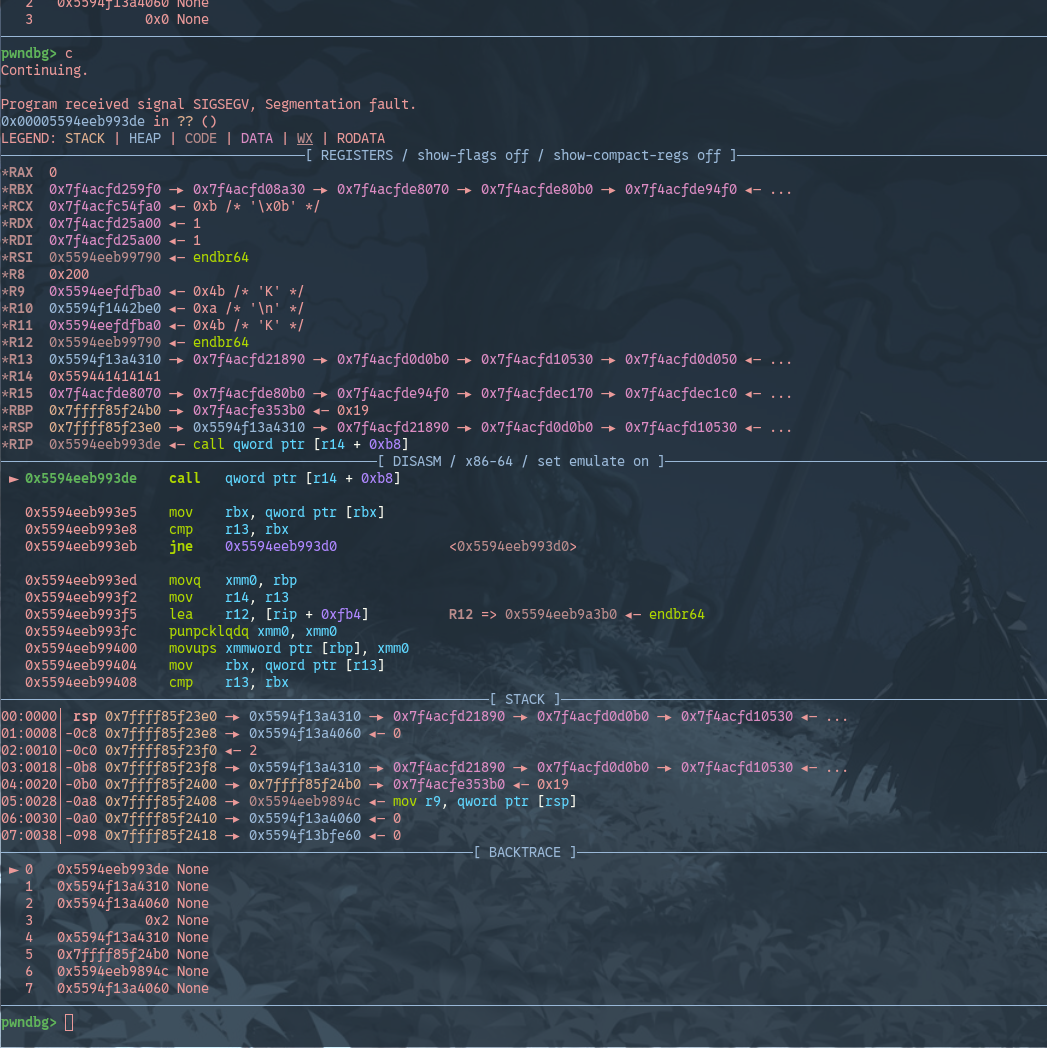 2   0x5594f13a4060 None
3              0x0 None
pwndbg> c
Continuing.
Program received signal SIGSEGV, Segmentation fault.
0x00005594eeb993de in ?? ()
LEGEND: STACK | HEAP | CODE | DATA | WX | RODATA
[ REGISTERS / show-flags off / show-compact-regs off ]
*RAX  0
*RBX  0x7f4acfd259f0 —▸ 0x7f4acfd08a30 —▸ 0x7f4acfde8070 —▸ 0x7f4acfde80b0 —▸ 0x7f4acfde94f0 ◂— ...
*RCX  0x7f4acfc54fa0 ◂— 0xb /* '\x0b' */
*RDX  0x7f4acfd25a00 ◂— 1
*RDI  0x7f4acfd25a00 ◂— 1
*RSI  0x5594eeb99790 ◂— endbr64
*R8   0x200
*R9   0x5594eefdfba0 ◂— 0x4b /* 'K' */
*R10  0x5594f1442be0 ◂— 0xa /* '\n' */
*R11  0x5594eefdfba0 ◂— 0x4b /* 'K' */
*R12  0x5594eeb99790 ◂— endbr64
*R13  0x5594f13a4310 —▸ 0x7f4acfd21890 —▸ 0x7f4acfd0d0b0 —▸ 0x7f4acfd10530 —▸ 0x7f4acfd0d050 ◂— ...
*R14  0x559441414141
*R15  0x7f4acfde8070 —▸ 0x7f4acfde80b0 —▸ 0x7f4acfde94f0 —▸ 0x7f4acfdec170 —▸ 0x7f4acfdec1c0 ◂— ...
*RBP  0x7ffff85f24b0 —▸ 0x7f4acfe353b0 ◂— 0x19
*RSP  0x7ffff85f23e0 —▸ 0x5594f13a4310 —▸ 0x7f4acfd21890 —▸ 0x7f4acfd0d0b0 —▸ 0x7f4acfd10530 ◂— ...
*RIP  0x5594eeb993de ◂— call qword ptr [r14 + 0xb8]
[ DISASM / x86-64 / set emulate on ]
► 0x5594eeb993de    call   qword ptr [r14 + 0xb8]
0x5594eeb993e5    mov    rbx, qword ptr [rbx]
0x5594eeb993e8    cmp    r13, rbx
0x5594eeb993eb    jne    0x5594eeb993d0              <0x5594eeb993d0>
0x5594eeb993ed    movq   xmm0, rbp
0x5594eeb993f2    mov    r14, r13
0x5594eeb993f5    lea    r12, [rip + 0xfb4]          R12 => 0x5594eeb9a3b0 ◂— endbr64
0x5594eeb993fc    punpcklqdq xmm0, xmm0
0x5594eeb99400    movups xmmword ptr [rbp], xmm0
0x5594eeb99404    mov    rbx, qword ptr [r13]
0x5594eeb99408    cmp    r13, rbx
[ STACK ]
00:0000│ rsp 0x7ffff85f23e0 —▸ 0x5594f13a4310 —▸ 0x7f4acfd21890 —▸ 0x7f4acfd0d0b0 —▸ 0x7f4acfd10530 ◂— ...
01:0008│-0c8 0x7ffff85f23e8 —▸ 0x5594f13a4060 ◂— 0
02:0010│-0c0 0x7ffff85f23f0 ◂— 2
03:0018│-0b8 0x7ffff85f23f8 —▸ 0x5594f13a4310 —▸ 0x7f4acfd21890 —▸ 0x7f4acfd0d0b0 —▸ 0x7f4acfd10530 ◂— ...
04:0020│-0b0 0x7ffff85f2400 —▸ 0x7ffff85f24b0 —▸ 0x7f4acfe353b0 ◂— 0x19
05:0028│-0a8 0x7ffff85f2408 —▸ 0x5594eeb9894c ◂— mov r9, qword ptr [rsp]
06:0030│-0a0 0x7ffff85f2410 —▸ 0x5594f13a4060 ◂— 0
07:0038│-098 0x7ffff85f2418 —▸ 0x5594f13bfe60 ◂— 0
[ BACKTRACE ]
► 0   0x5594eeb993de None
1   0x5594f13a4310 None
2   0x5594f13a4060 None
3              0x2 None
4   0x5594f13a4310 None
5   0x7ffff85f24b0 None
6   0x5594eeb9894c None
7   0x5594f13a4060 None
pwndbg>